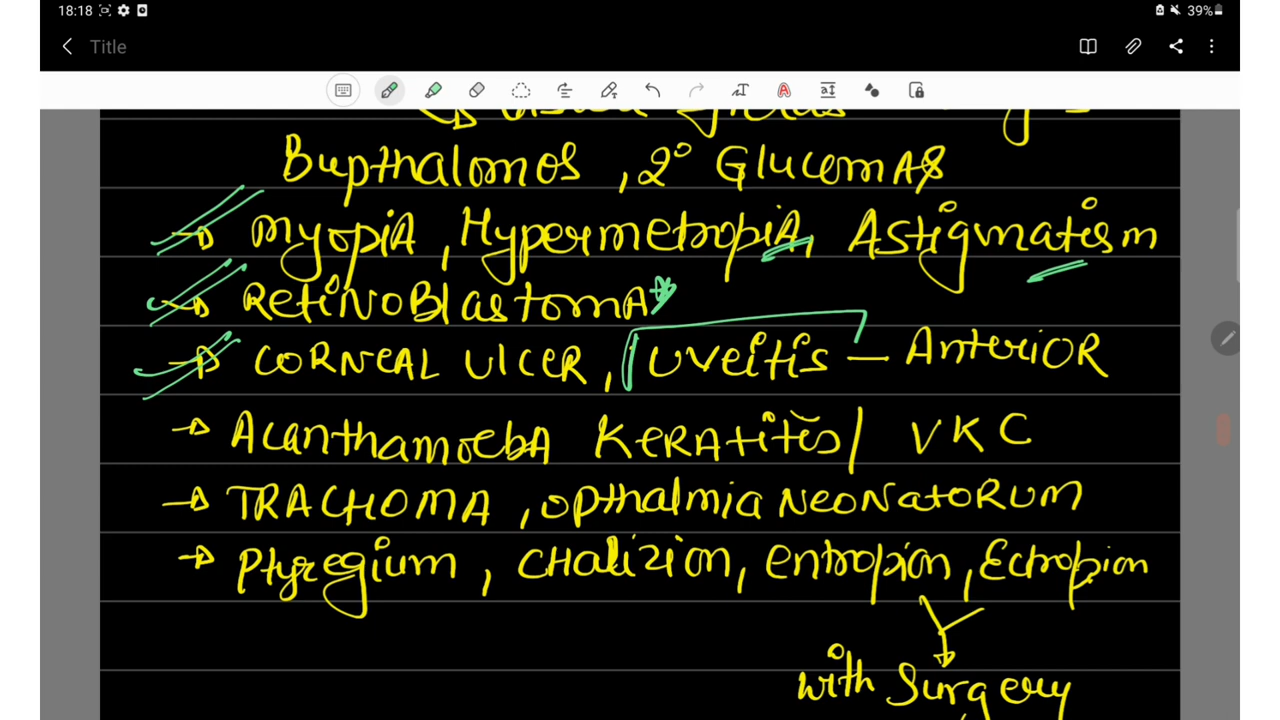 18:18 39%
Title
Bupthalomos, 2° GlucomAs
→ myopiA, HypermetropiA, Astigmatism
→ RetiNoBlastomA*
→ CORNEAL ULCER, Uveitis — AnteriOR
→ AcanthamoebA KERAtitis / VKC
→ TRACHOMA, opthalmia NEONatORUM
→ Ptyregium, CHalizion, entropion, Ectropion
with Surgery